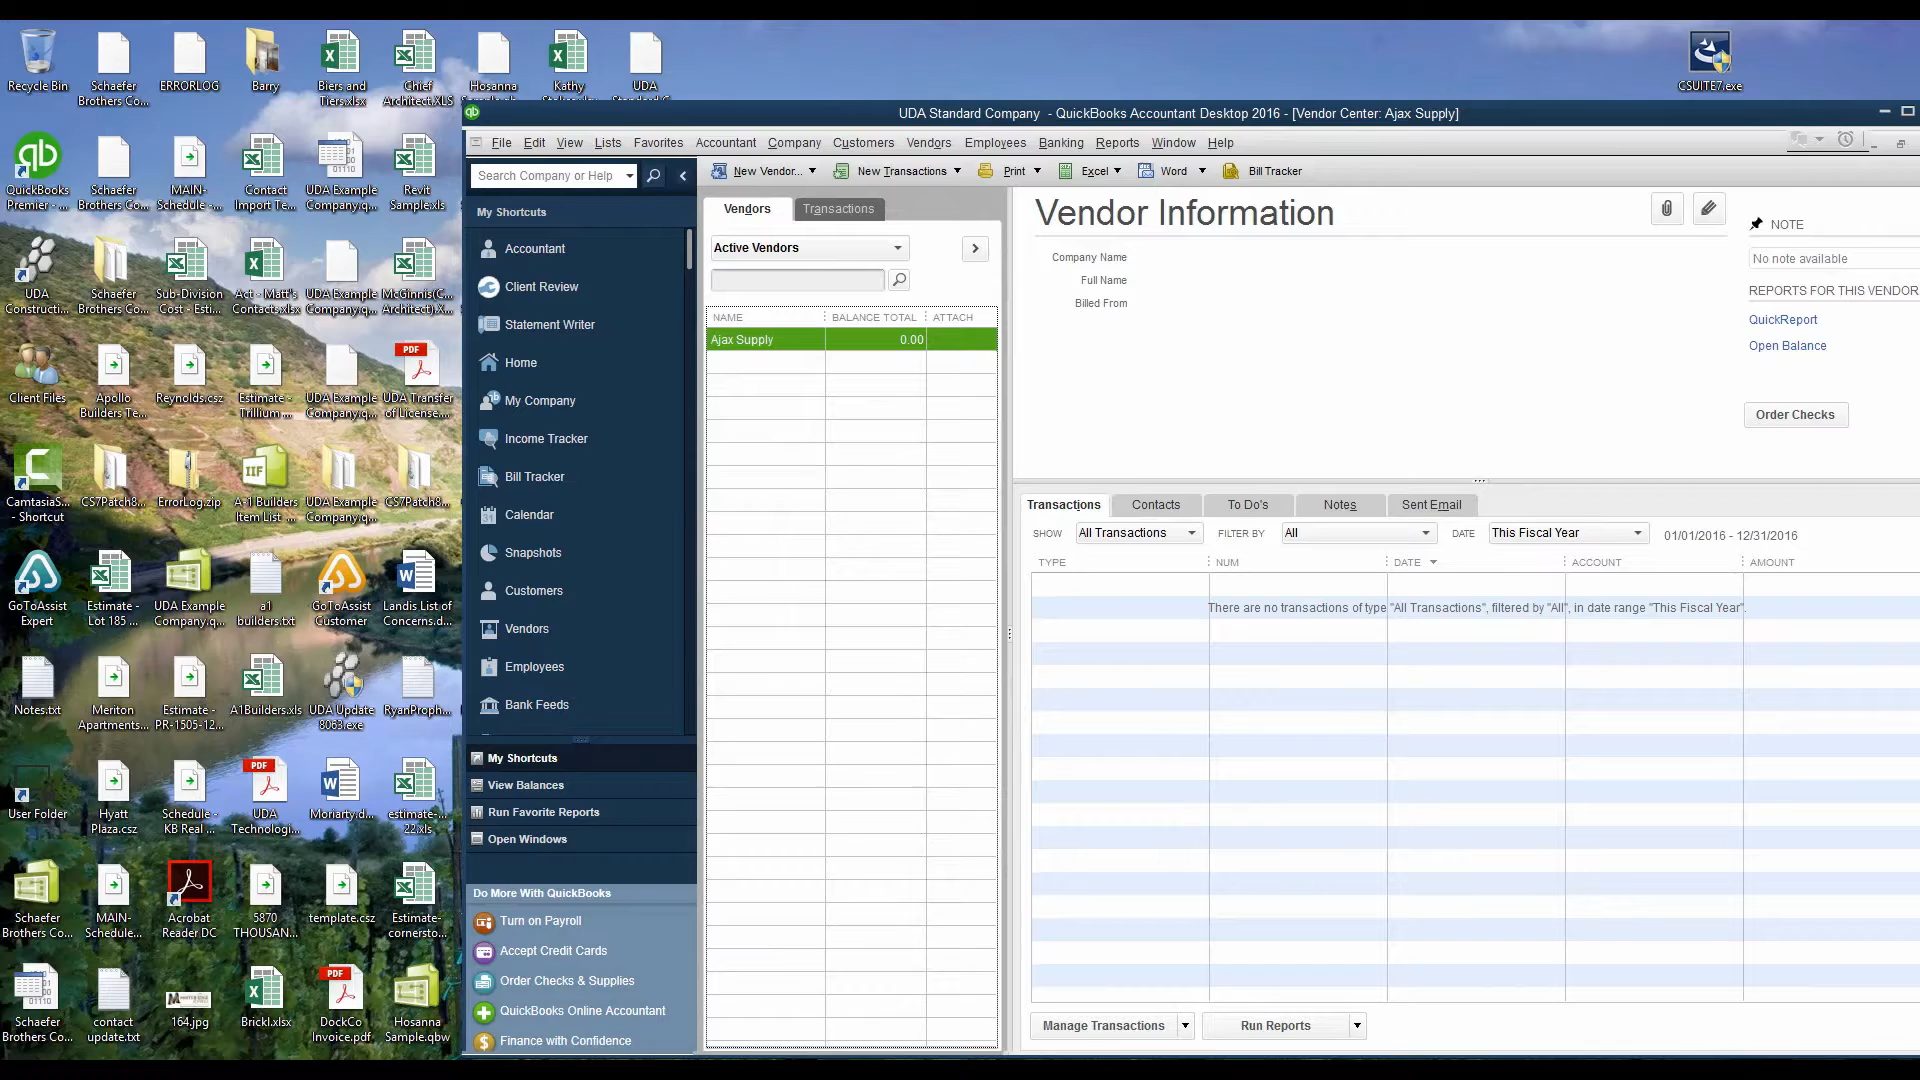 Recycle Bin
Schaefer
Brothers Co...
ERRORLOG
Barry
Biers and
Tiers.xlsx
Chief
Architect.XLS
Hosanna
Kathy
UDA
CSUITE7.exe
QuickBooks
Premier - ...
Schaefer
Brothers Co...
MAIN-
Schedule -...
Contact
Import Te...
UDA Example
Company.q...
Revit
Sample.xls
UDA
Constructi...
Schaefer
Brothers Co...
Sub-Division
Cost - Esti...
Act - Matt's
Contacts.xlsx
UDA Example
Company.q...
McGinnis(C...
Architect).X...
Client Files
Apollo
Builders Te...
Reynolds.csz
Estimate -
Trillium ...
UDA Example
Company.q...
UDA Transfer
of License....
CamtasiaS...
- Shortcut
CS7Patch8...
ErrorLog.zip
A-1 Builders
Item List ...
UDA Example
Company.q...
CS7Patch8...
GoToAssist
Expert
Estimate -
Lot 185 ...
UDA Example
Company.q...
a1
builders.txt
GoToAssist
Customer
Landis List of
Concerns.d...
Notes.txt
Meriton
Apartments...
Estimate -
PR-1505-12...
A1Builders.xls
UDA Update
8063.exe
RyanProph...
User Folder
Hyatt
Plaza.csz
Schedule -
KB Real ...
UDA
Technologi...
Moriarty.d...
estimate-...
22.xls
Schaefer
Brothers Co...
MAIN-
Schedule...
Acrobat
Reader DC
5870
THOUSAN...
template.csz
Estimate-
cornersto...
Schaefer
Brothers Co...
contact
update.txt
164.jpg
Brickl.xlsx
DockCo
Invoice.pdf
Hosanna
Sample.qbw
UDA Standard Company - QuickBooks Accountant Desktop 2016 - [Vendor Center: Ajax Supply]
File Edit View Lists Favorites Accountant Company Customers Vendors Employees Banking Reports Window Help
Search Company or Help
New Vendor... New Transactions Print Excel Word Bill Tracker
My Shortcuts
Accountant
Client Review
Statement Writer
Home
My Company
Income Tracker
Bill Tracker
Calendar
Snapshots
Customers
Vendors
Employees
Bank Feeds
My Shortcuts
View Balances
Run Favorite Reports
Open Windows
Do More With QuickBooks
Turn on Payroll
Accept Credit Cards
Order Checks & Supplies
QuickBooks Online Accountant
Finance with Confidence
Vendors Transactions
Active Vendors
NAME BALANCE TOTAL ATTACH
Ajax Supply 0.00
Vendor Information
Company Name
Full Name
Billed From
NOTE
No note available
REPORTS FOR THIS VENDOR
QuickReport
Open Balance
Order Checks
Transactions Contacts To Do's Notes Sent Email
SHOW All Transactions FILTER BY All DATE This Fiscal Year 01/01/2016 - 12/31/2016
TYPE NUM DATE ACCOUNT AMOUNT
There are no transactions of type "All Transactions", filtered by "All", in date range "This Fiscal Year".
Manage Transactions Run Reports